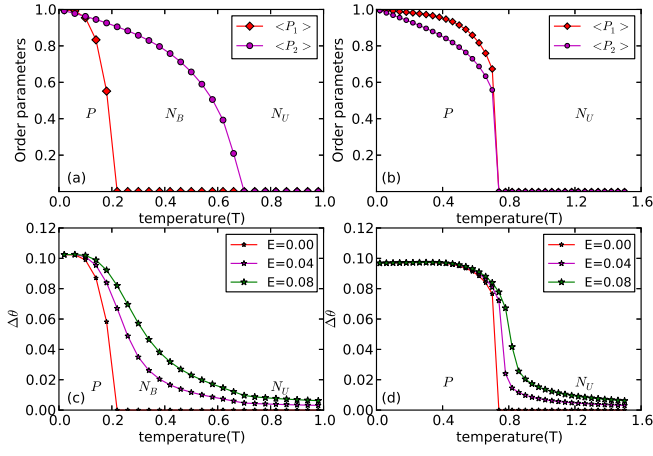 1.0
0.8
0.6
0.4
0.2
Order parameters
<P1>
<P2>
P
NB
NU
(a)
0.0 0.2 0.4 0.6 0.8 1.0
temperature(T)
1.0
0.8
0.6
0.4
0.2
Order parameters
<P1>
<P2>
P
NU
(b)
0.0 0.4 0.8 1.2 1.6
temperature(T)
0.12
0.10
0.08
0.06
0.04
0.02
0.00
Δθ
E=0.00
E=0.04
E=0.08
P
NB
NU
(c)
0.0 0.2 0.4 0.6 0.8 1.0
temperature(T)
0.12
0.10
0.08
0.06
0.04
0.02
0.00
Δθ
E=0.00
E=0.04
E=0.08
P
NU
(d)
0.0 0.4 0.8 1.2 1.6
temperature(T)